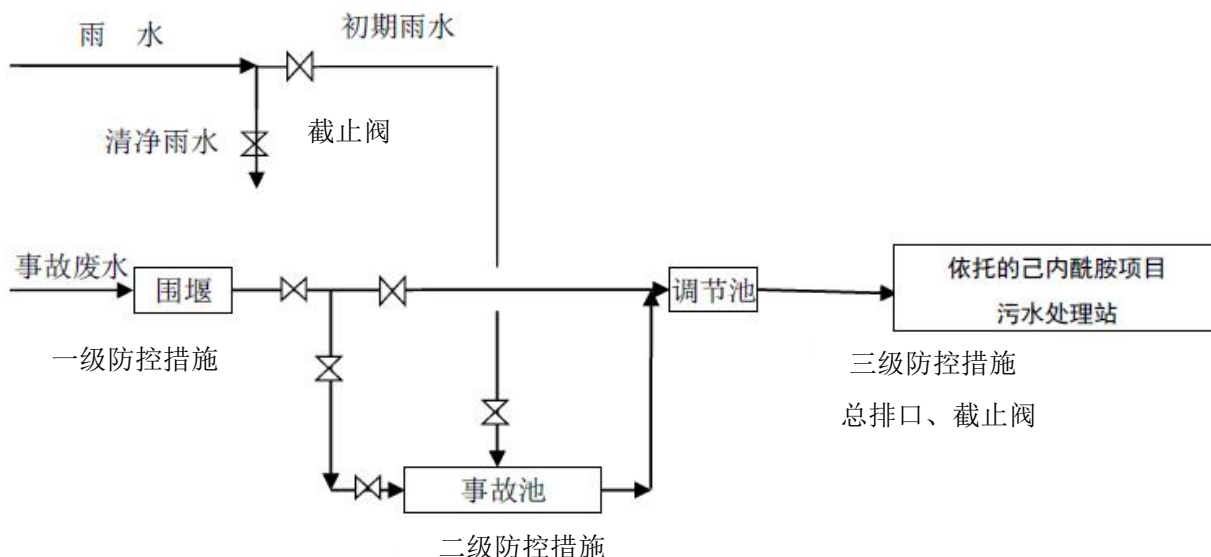 雨 水
初期雨水
清净雨水
截止阀
事故废水
围堰
调节池
依托的己内酰胺项目
污水处理站
一级防控措施
三级防控措施
总排口、截止阀
事故池
二级防控措施